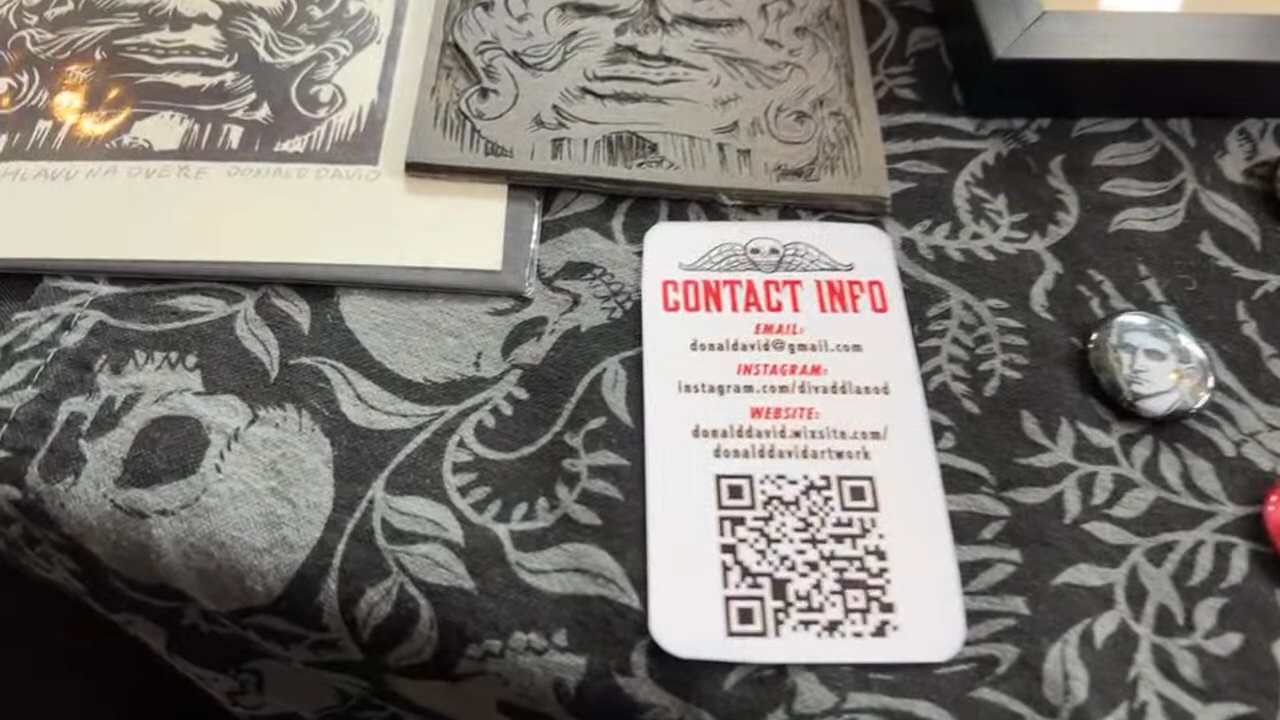 HLAVU NA DVEŘE DONALD DAVID
CONTACT INFO
EMAIL:
donaldavid@gmail.com
INSTAGRAM:
instagram.com/divaddlanod
WEBSITE:
donalddavid.wixsite.com/
donalddavidartwork